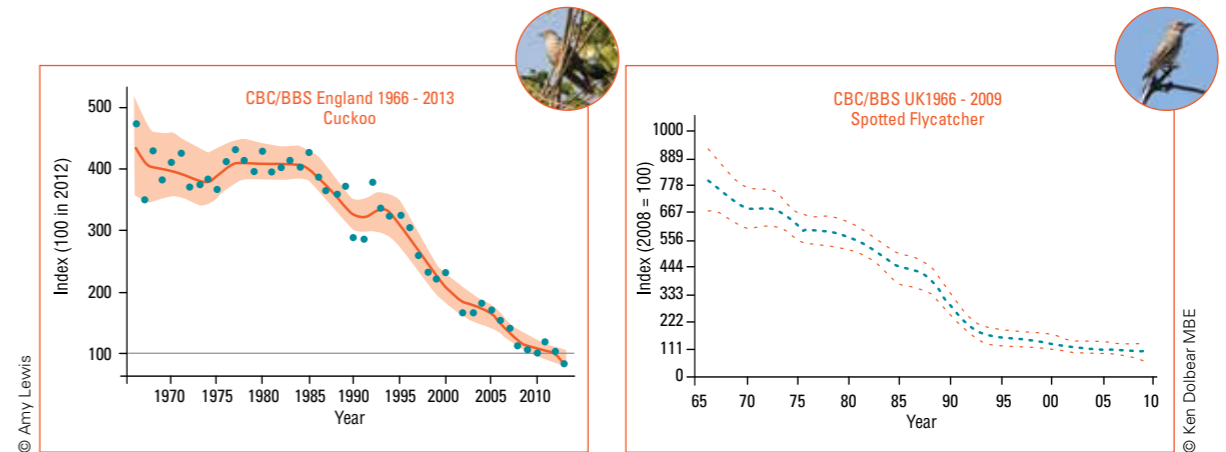 CBC/BBS England 1966 - 2013
Cuckoo
Index (100 in 2012)
500
400
300
200
100
1970 1975 1980 1985 1990 1995 2000 2005 2010
Year
© Amy Lewis
CBC/BBS UK1966 - 2009
Spotted Flycatcher
Index (2008 = 100)
1000
889
778
667
556
444
333
222
111
0
65 70 75 80 85 90 95 00 05 10
Year
© Ken Dolbear MBE